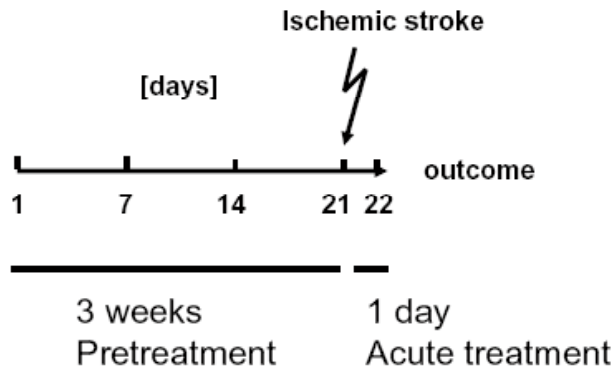 Ischemic stroke
[days]
outcome
1 7 14 21 22
3 weeks
Pretreatment
1 day
Acute treatment